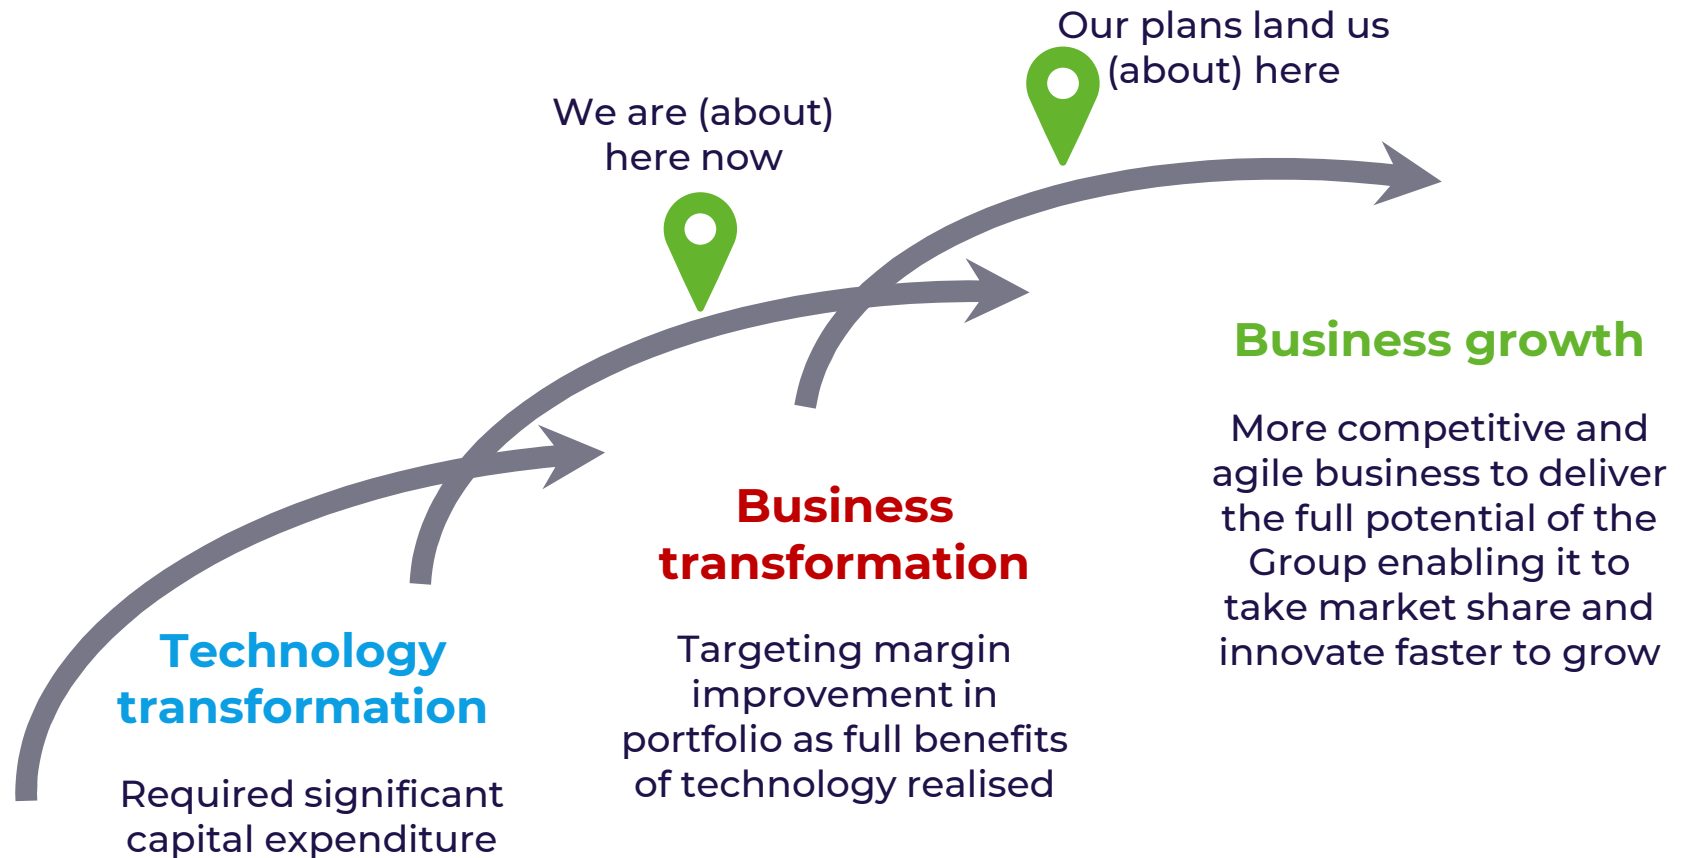 Our plans land us
(about) here
We are (about)
here now
Business growth
More competitive and
agile business to deliver
the full potential of the
Group enabling it to
take market share and
innovate faster to grow
Business
transformation
Targeting margin
improvement in
portfolio as full benefits
of technology realised
Technology
transformation
Required significant
capital expenditure